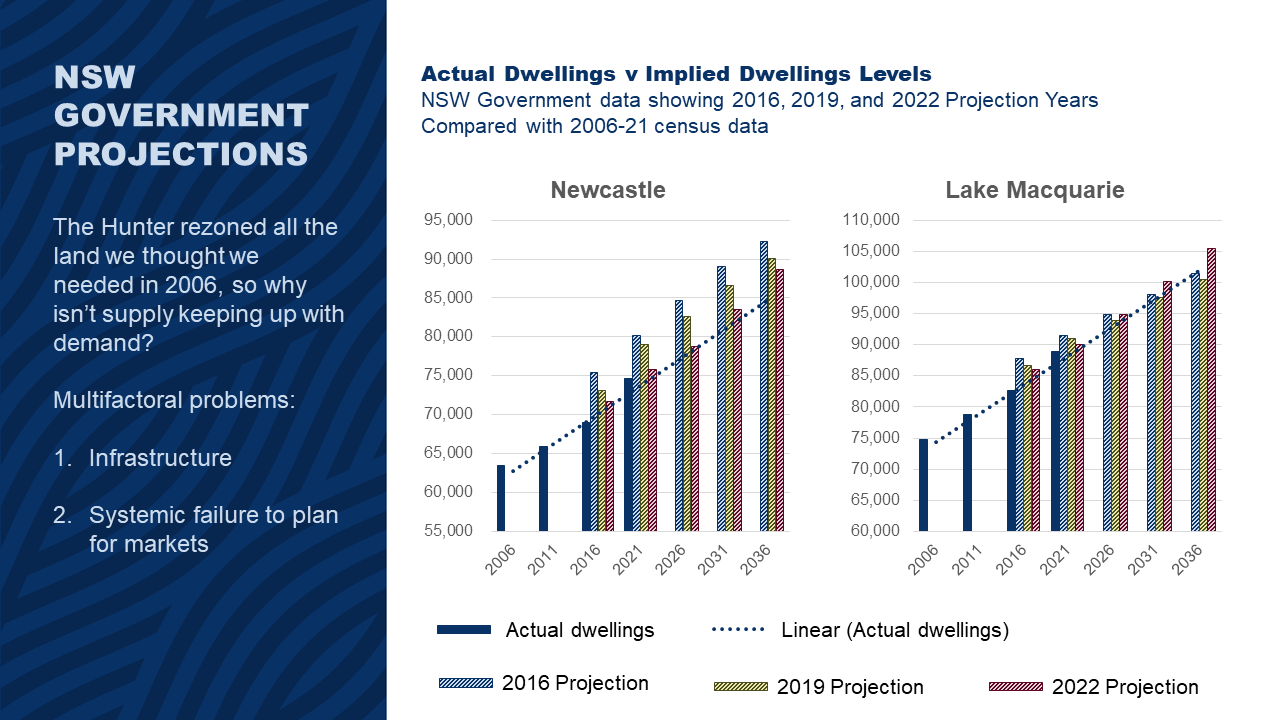 NSW
GOVERNMENT
PROJECTIONS
The Hunter rezoned all the
land we thought we
needed in 2006, so why
isn’t supply keeping up with
demand?
Multifactoral problems:
1. Infrastructure
2. Systemic failure to plan
for markets
Actual Dwellings v Implied Dwellings Levels
NSW Government data showing 2016, 2019, and 2022 Projection Years
Compared with 2006-21 census data
Newcastle
95,000
90,000
85,000
80,000
75,000
70,000
65,000
60,000
55,000
2006
2011
2016
2021
2026
2031
2036
Lake Macquarie
110,000
105,000
100,000
95,000
90,000
85,000
80,000
75,000
70,000
65,000
60,000
2006
2011
2016
2021
2026
2031
2036
Actual dwellings
Linear (Actual dwellings)
2016 Projection
2019 Projection
2022 Projection